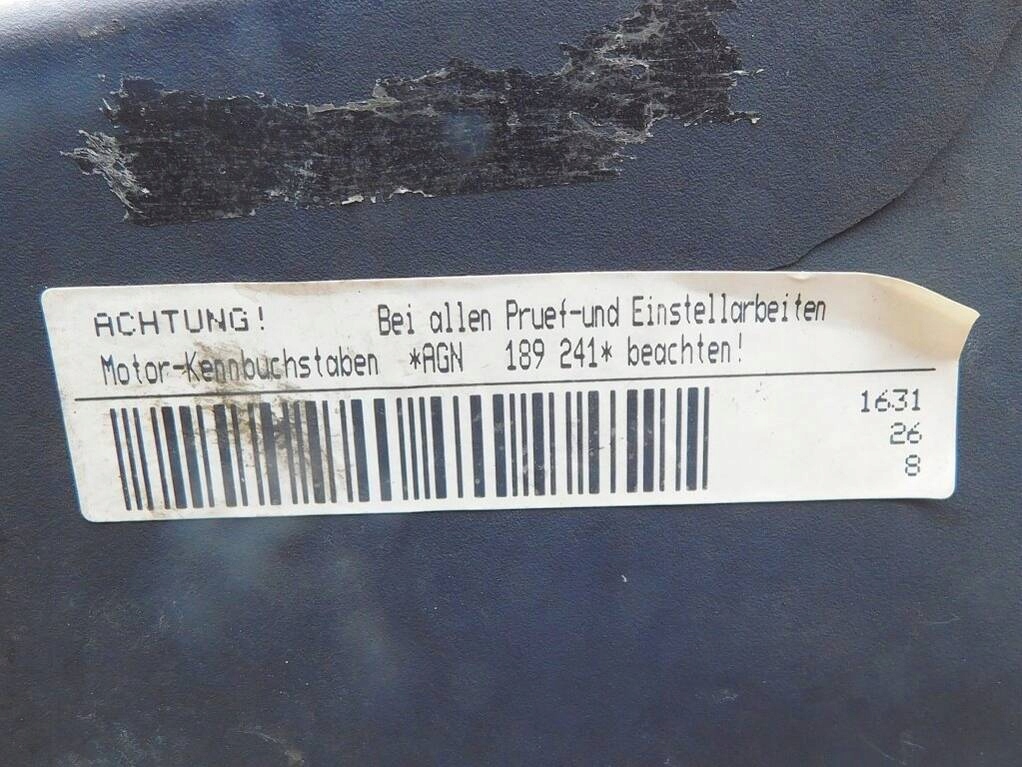 ACHTUNG! Bei allen Pruef-und Einstellarbeiten
Motor-Kennbuchstaben *AGN 189 241* beachten!
1631
26
8